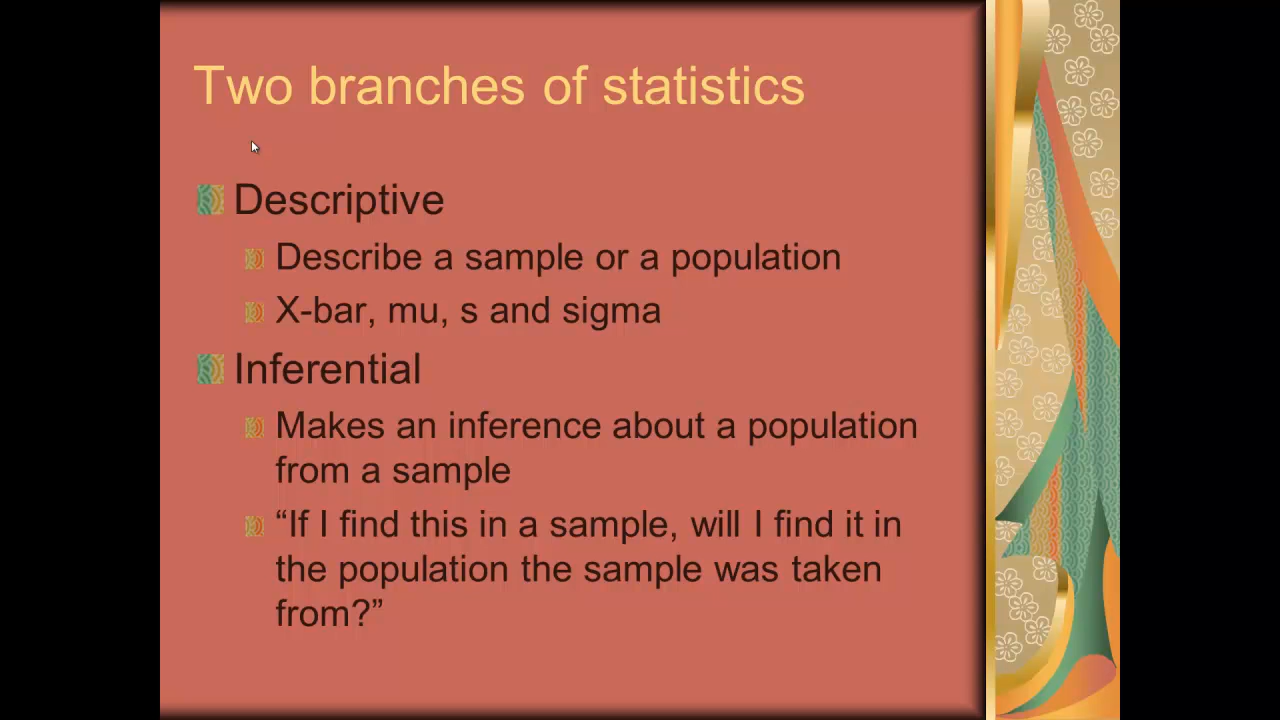 Two branches of statistics
Descriptive
Describe a sample or a population
X-bar, mu, s and sigma
Inferential
Makes an inference about a population
from a sample
“If I find this in a sample, will I find it in
the population the sample was taken
from?”